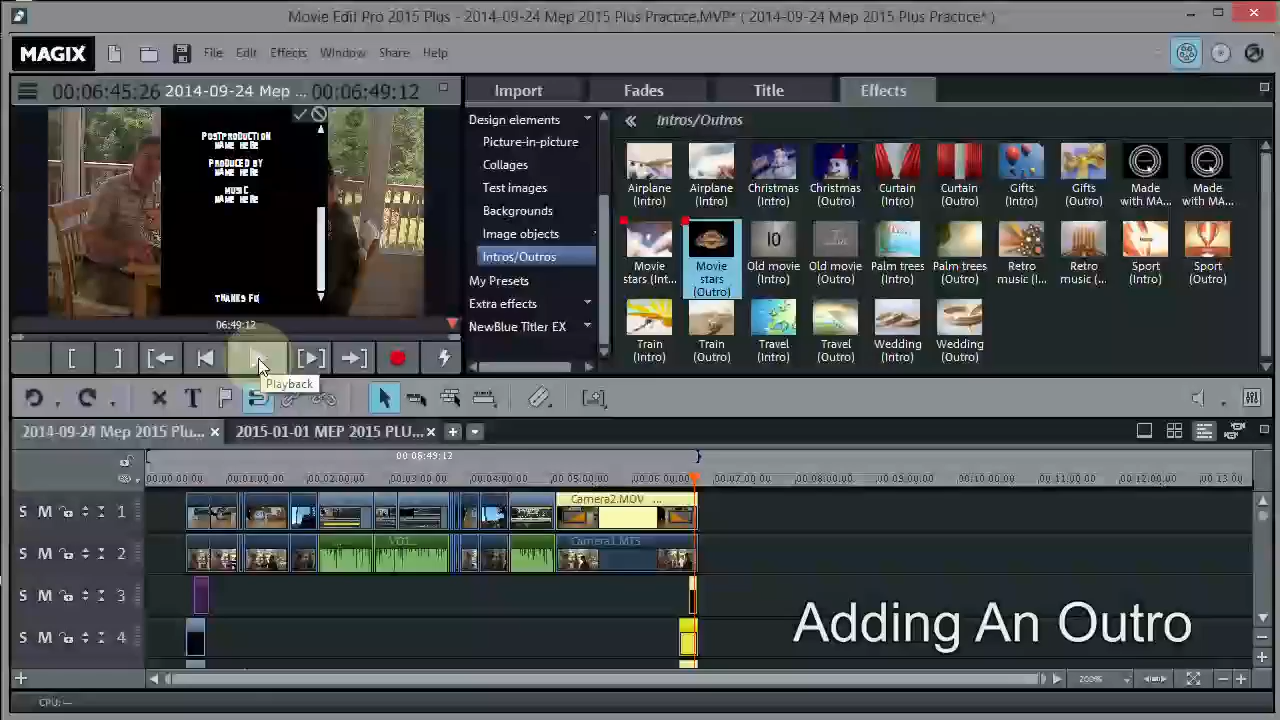 Movie Edit Pro 2015 Plus - 2014-09-24 Mep 2015 Plus Practice.MVP* ( 2014-09-24 Mep 2015 Plus Practice* )
MAGIX
File Edit Effects Window Share Help
00:06:45:26 2014-09-24 Mep ... 00:06:49:12
Import Fades Title Effects
POSTPRODUCTION
NAME HERE
PRODUCED BY
NAME HERE
MUSIC
NAME HERE
THANKS FO
06:49:12
Playback
Design elements
Picture-in-picture
Collages
Test images
Backgrounds
Image objects
Intros/Outros
My Presets
Extra effects
NewBlue Titler EX
Intros/Outros
Airplane (Intro)
Airplane (Outro)
Christmas (Intro)
Christmas (Outro)
Curtain (Intro)
Curtain (Outro)
Gifts (Intro)
Gifts (Outro)
Made with MA...
Made with MA...
Movie stars (Int...
Movie stars (Outro)
Old movie (Intro)
Old movie (Outro)
Palm trees (Intro)
Palm trees (Outro)
Retro music (I...
Retro music (...
Sport (Intro)
Sport (Outro)
Train (Intro)
Train (Outro)
Travel (Intro)
Travel (Outro)
Wedding (Intro)
Wedding (Outro)
2014-09-24 Mep 2015 Plu... 2015-01-01 MEP 2015 PLU...
00:06:49:12
00:00:00:00 00:01:00:00 00:02:00:00 00:03:00:00 00:04:00:00 00:05:00:00 00:06:00:00 00:07:00:00 00:08:00:00 00:09:00:00 00:10:00:00 00:11:00:00 00:12:00:00 00:13:00
S M 1
Camera2.MOV ...
S M 2
Camera1.MTS
S M 3
S M 4
Adding An Outro
200%
CPU: —